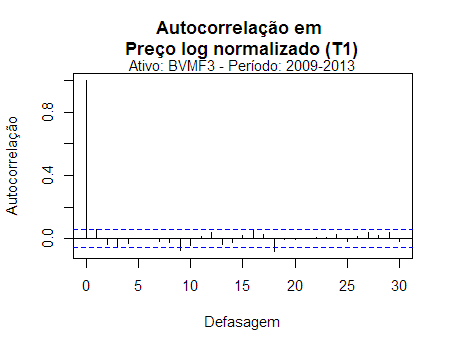 Autocorrelação em
Preço log normalizado (T1)
Ativo: BVMF3 - Período: 2009-2013
Autocorrelação
0.8
0.4
0.0
0 5 10 15 20 25 30
Defasagem